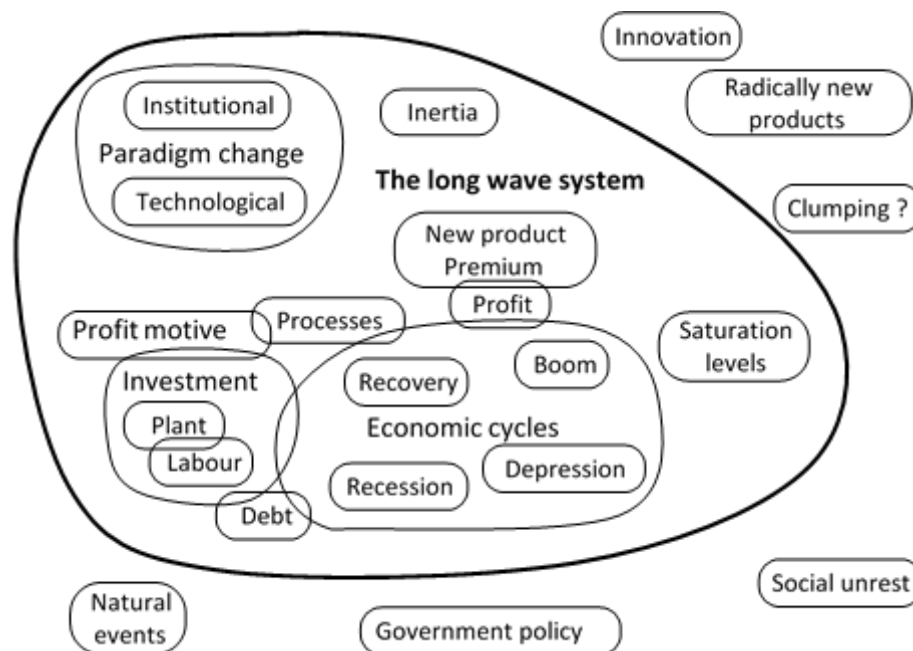 Innovation
Radically new
products
Institutional
Inertia
Paradigm change
Technological
The long wave system
Clumping ?
New product
Premium
Profit
Processes
Profit motive
Saturation
levels
Investment
Recovery
Boom
Plant
Economic cycles
Labour
Depression
Recession
Debt
Social unrest
Natural
events
Government policy